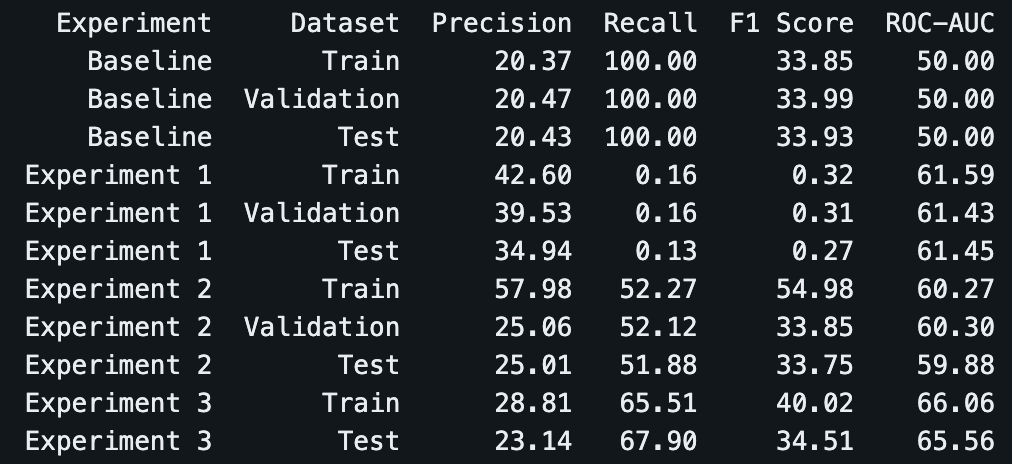 Experiment Dataset Precision Recall F1 Score ROC-AUC
Baseline Train 20.37 100.00 33.85 50.00
Baseline Validation 20.47 100.00 33.99 50.00
Baseline Test 20.43 100.00 33.93 50.00
Experiment 1 Train 42.60 0.16 0.32 61.59
Experiment 1 Validation 39.53 0.16 0.31 61.43
Experiment 1 Test 34.94 0.13 0.27 61.45
Experiment 2 Train 57.98 52.27 54.98 60.27
Experiment 2 Validation 25.06 52.12 33.85 60.30
Experiment 2 Test 25.01 51.88 33.75 59.88
Experiment 3 Train 28.81 65.51 40.02 66.06
Experiment 3 Test 23.14 67.90 34.51 65.56